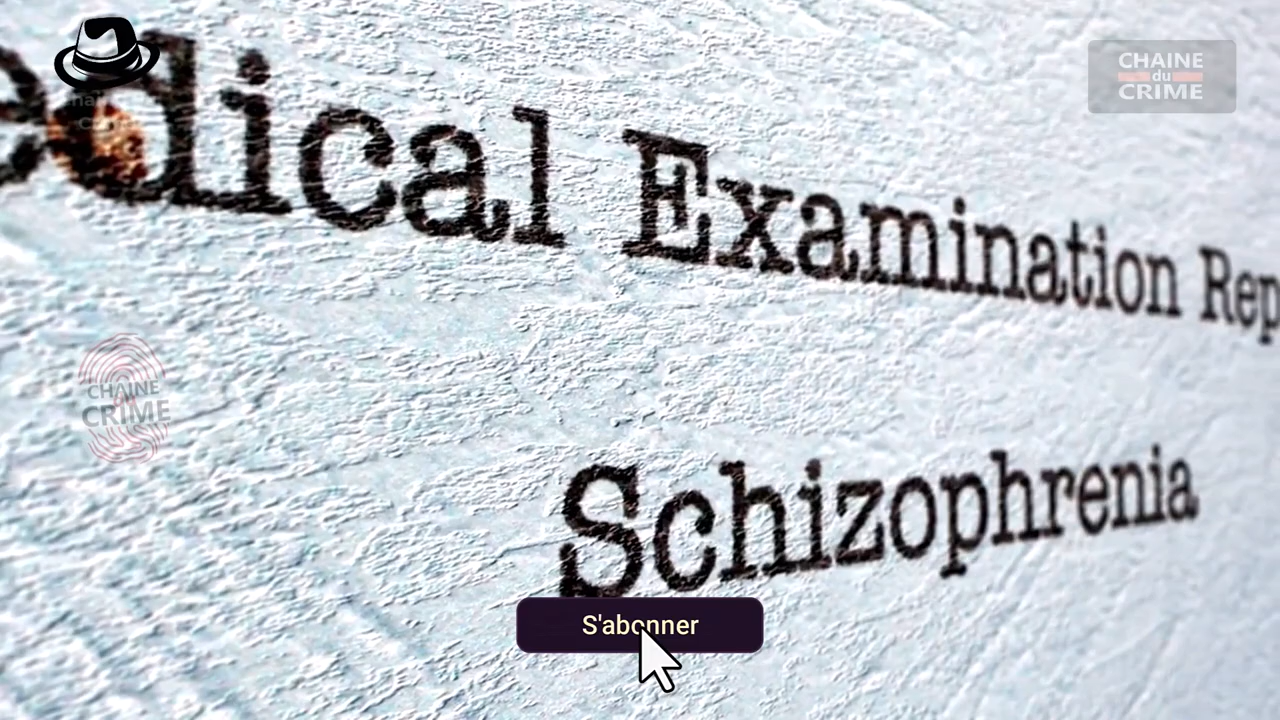 edical Examination Rep
CHAINE
du
CRIME
CHAINE
CRIME
Schizophrenia
S'abonner